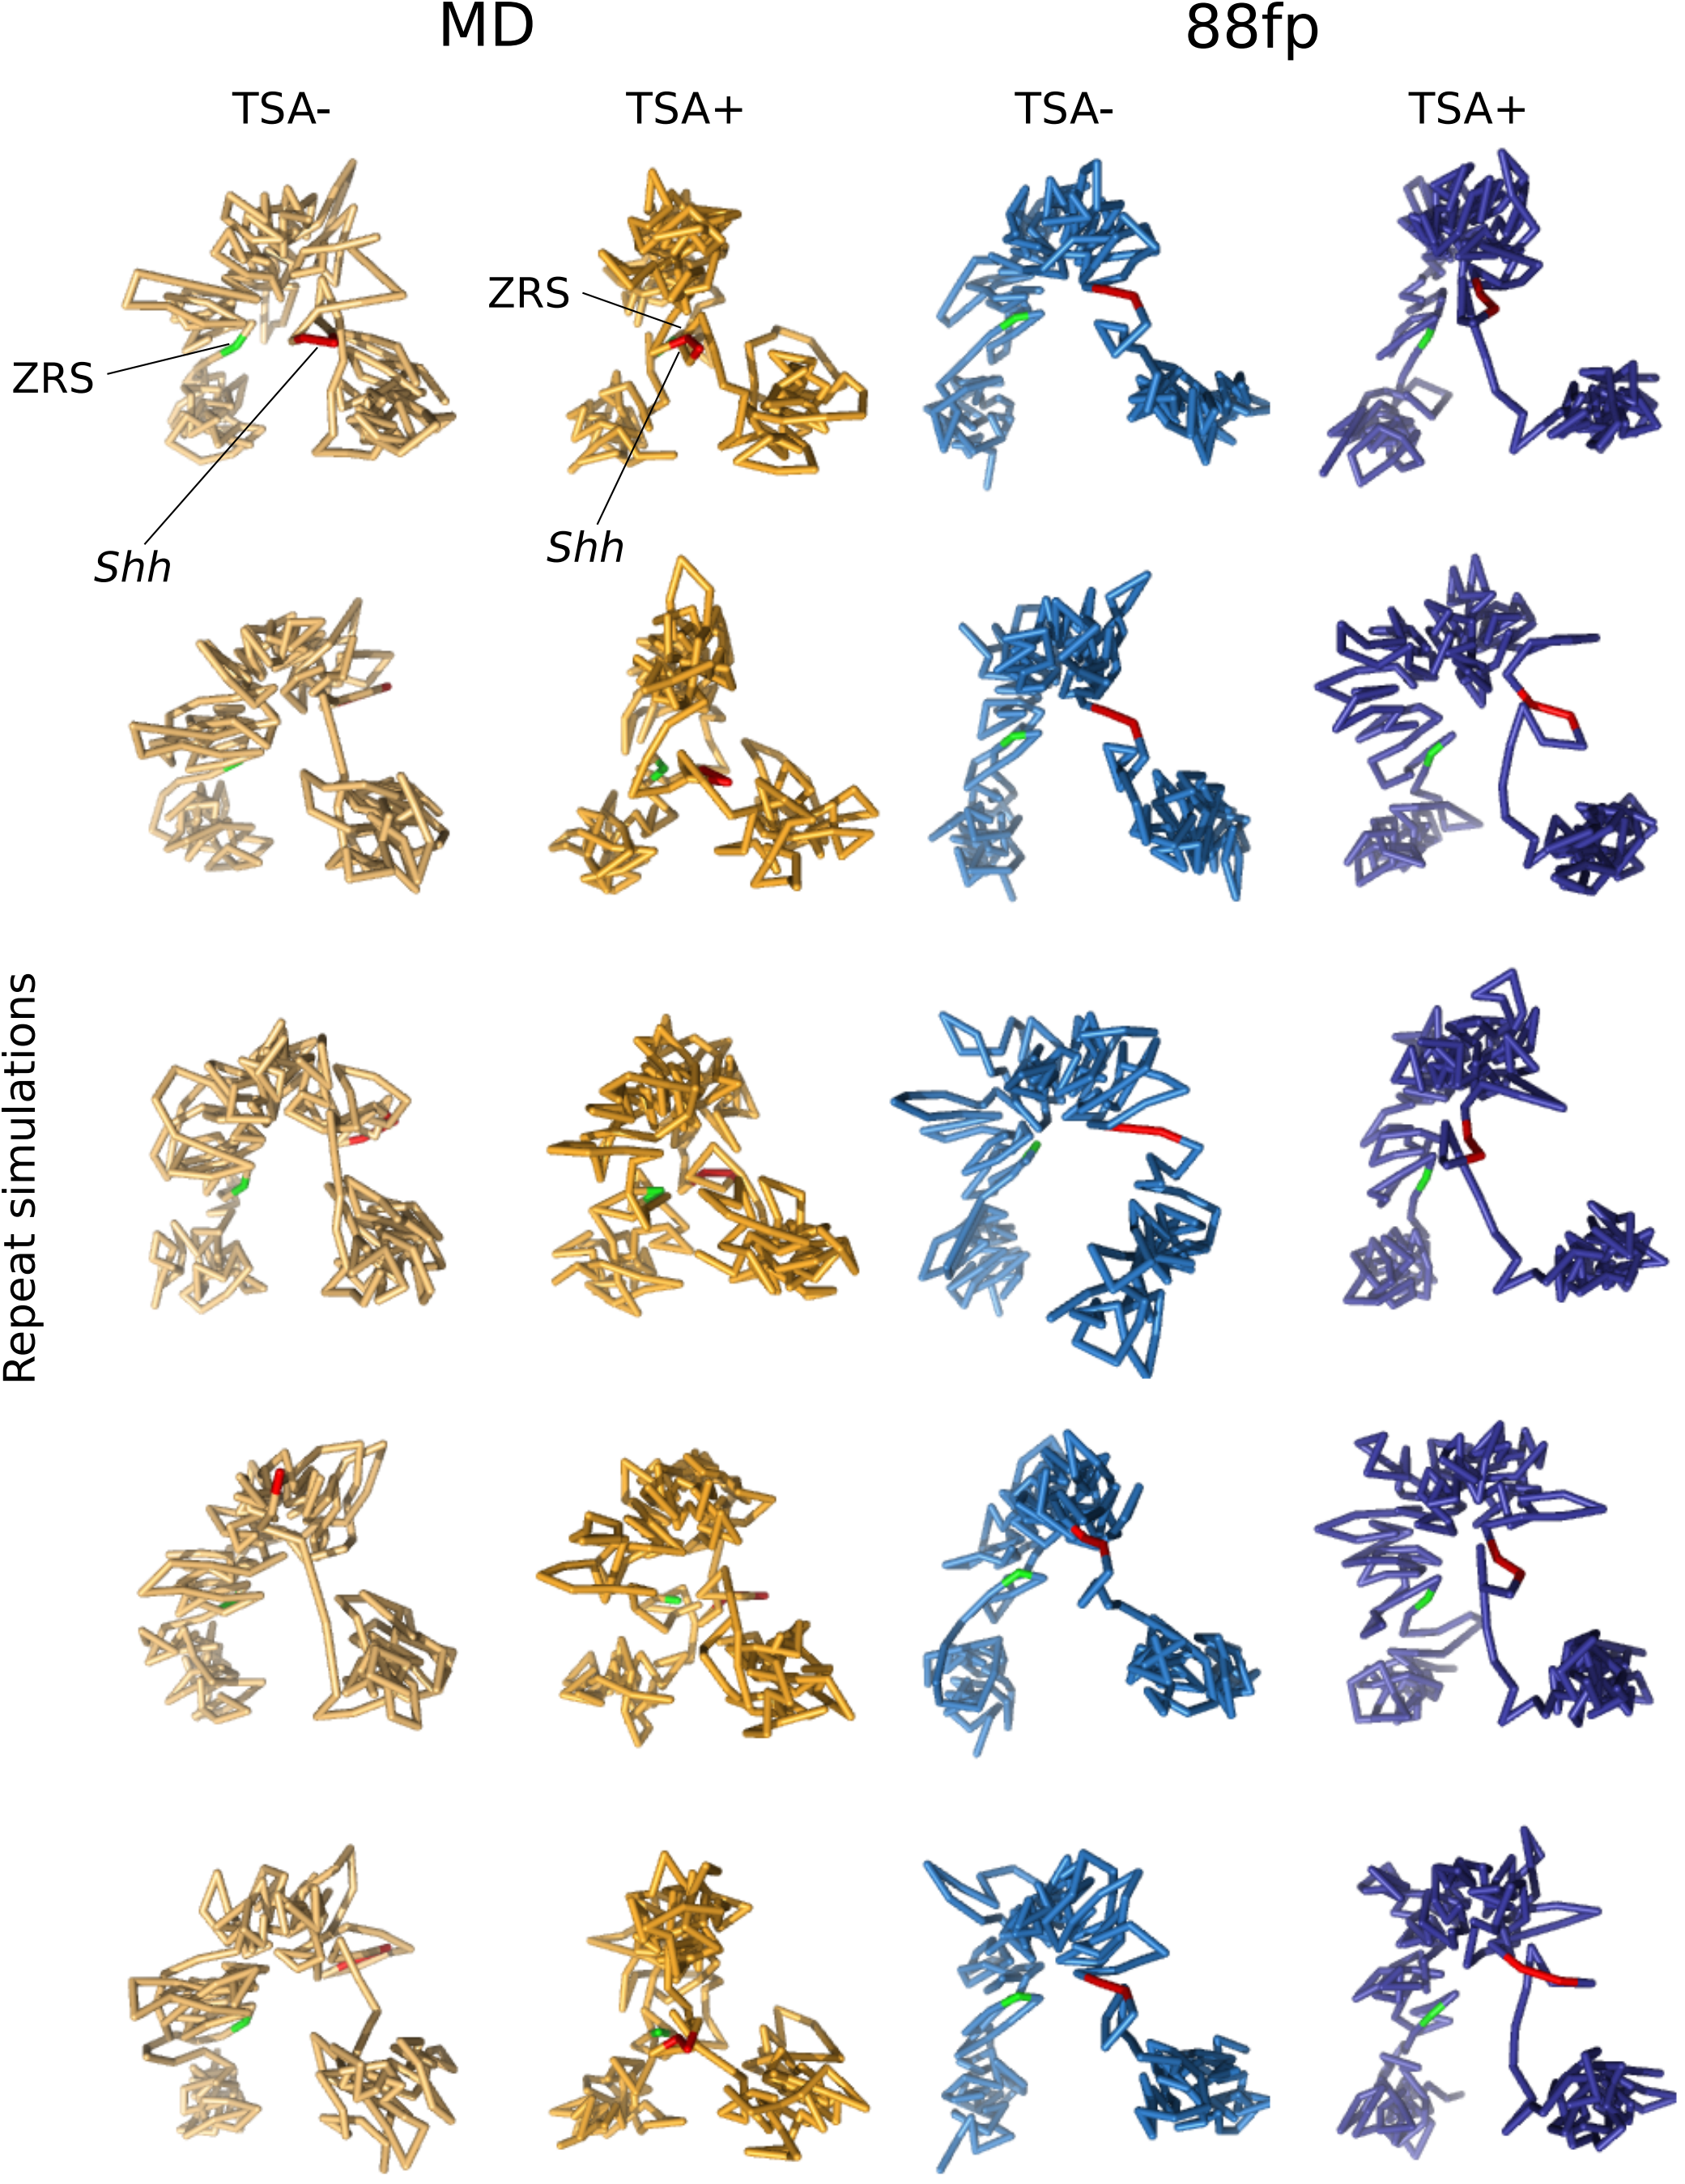 MD 88fp
TSA- TSA+ TSA- TSA+
ZRS
ZRS
Shh
Shh
Repeat simulations